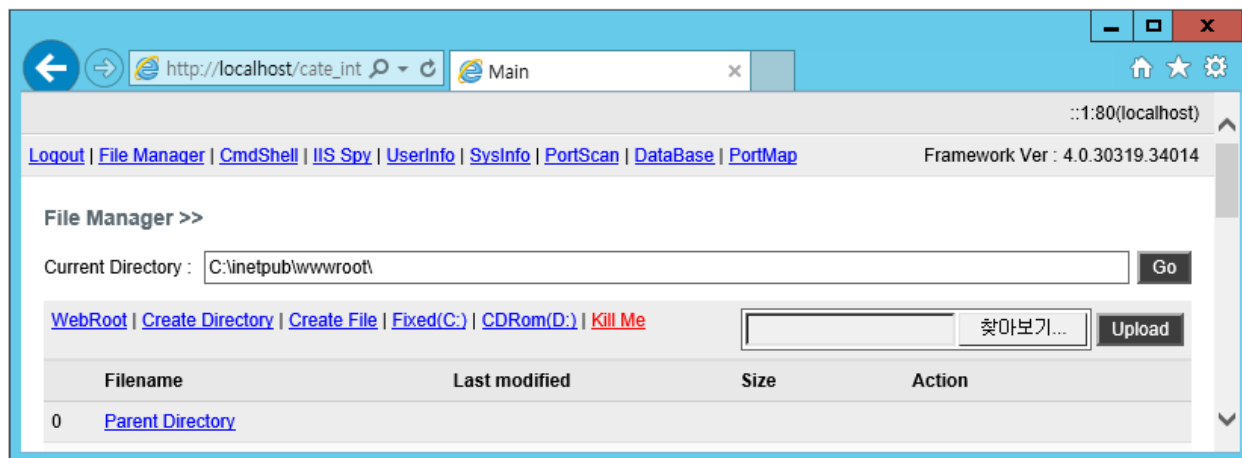 http://localhost/cate_int
Main
::1:80(localhost)
Logout | File Manager | CmdShell | IIS Spy | UserInfo | SysInfo | PortScan | DataBase | PortMap
Framework Ver : 4.0.30319.34014
File Manager >>
Current Directory : C:\inetpub\wwwroot\ Go
WebRoot | Create Directory | Create File | Fixed(C:) | CDRom(D:) | Kill Me
찾아보기... Upload
Filename Last modified Size Action
0 Parent Directory